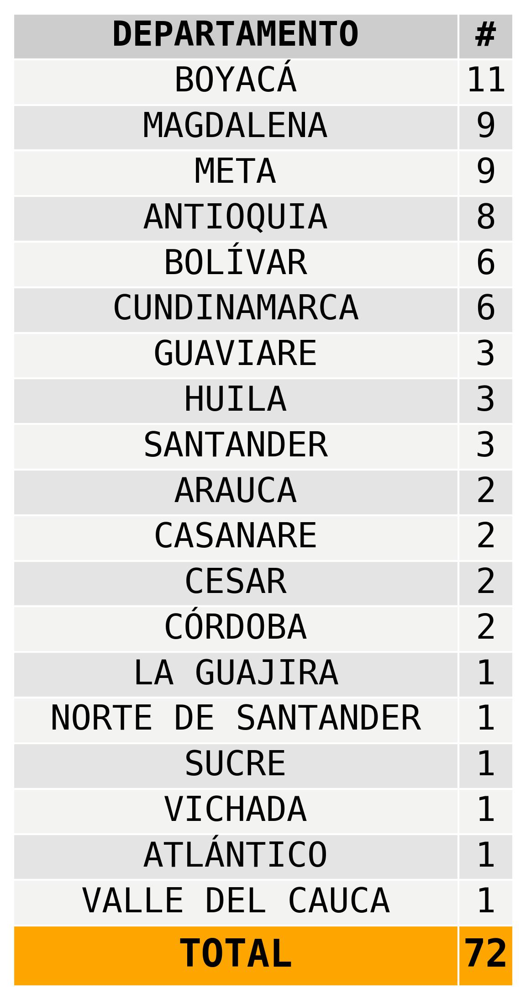 DEPARTAMENTO #
BOYACÁ 11
MAGDALENA 9
META 9
ANTIOQUIA 8
BOLÍVAR 6
CUNDINAMARCA 6
GUAVIARE 3
HUILA 3
SANTANDER 3
ARAUCA 2
CASANARE 2
CESAR 2
CÓRDOBA 2
LA GUAJIRA 1
NORTE DE SANTANDER 1
SUCRE 1
VICHADA 1
ATLÁNTICO 1
VALLE DEL CAUCA 1
TOTAL 72